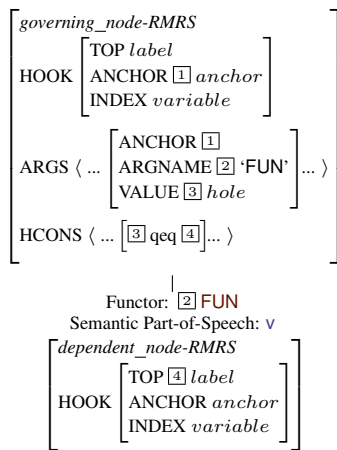 governing_node-RMRS
HOOK
TOP label
ANCHOR 1 anchor
INDEX variable
ARGS ⟨ ...
ANCHOR 1
ARGNAME 2 ‘FUN’
VALUE 3 hole
... ⟩
HCONS ⟨ ... [3 qeq 4]... ⟩
Functor: 2 FUN
Semantic Part-of-Speech: v
dependent_node-RMRS
HOOK
TOP 4 label
ANCHOR anchor
INDEX variable